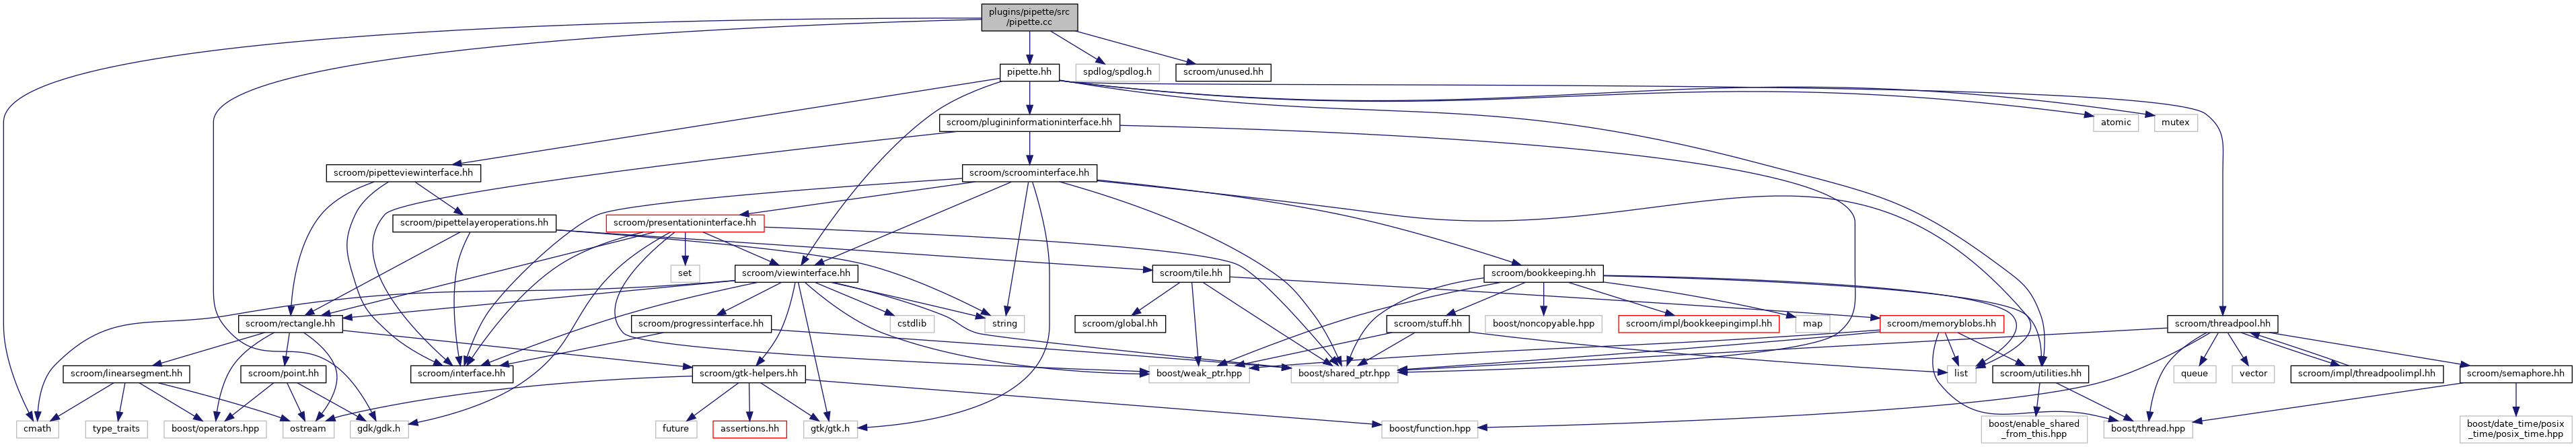 plugins/pipette/src
/pipette.cc
pipette.hh
spdlog/spdlog.h
scroom/unused.hh
scroom/plugininformationinterface.hh
atomic
mutex
scroom/pipetteviewinterface.hh
scroom/scroominterface.hh
scroom/pipettelayeroperations.hh
scroom/presentationinterface.hh
set
scroom/viewinterface.hh
scroom/tile.hh
scroom/bookkeeping.hh
scroom/rectangle.hh
scroom/progressinterface.hh
cstdlib
string
scroom/global.hh
scroom/stuff.hh
boost/noncopyable.hpp
scroom/impl/bookkeepingimpl.hh
map
scroom/memoryblobs.hh
scroom/threadpool.hh
scroom/linearsegment.hh
scroom/point.hh
scroom/interface.hh
scroom/gtk-helpers.hh
boost/weak_ptr.hpp
boost/shared_ptr.hpp
list
scroom/utilities.hh
queue
vector
scroom/impl/threadpoolimpl.hh
scroom/semaphore.hh
cmath
type_traits
boost/operators.hpp
ostream
gdk/gdk.h
future
assertions.hh
gtk/gtk.h
boost/function.hpp
boost/enable_shared
_from_this.hpp
boost/thread.hpp
boost/date_time/posix
_time/posix_time.hpp